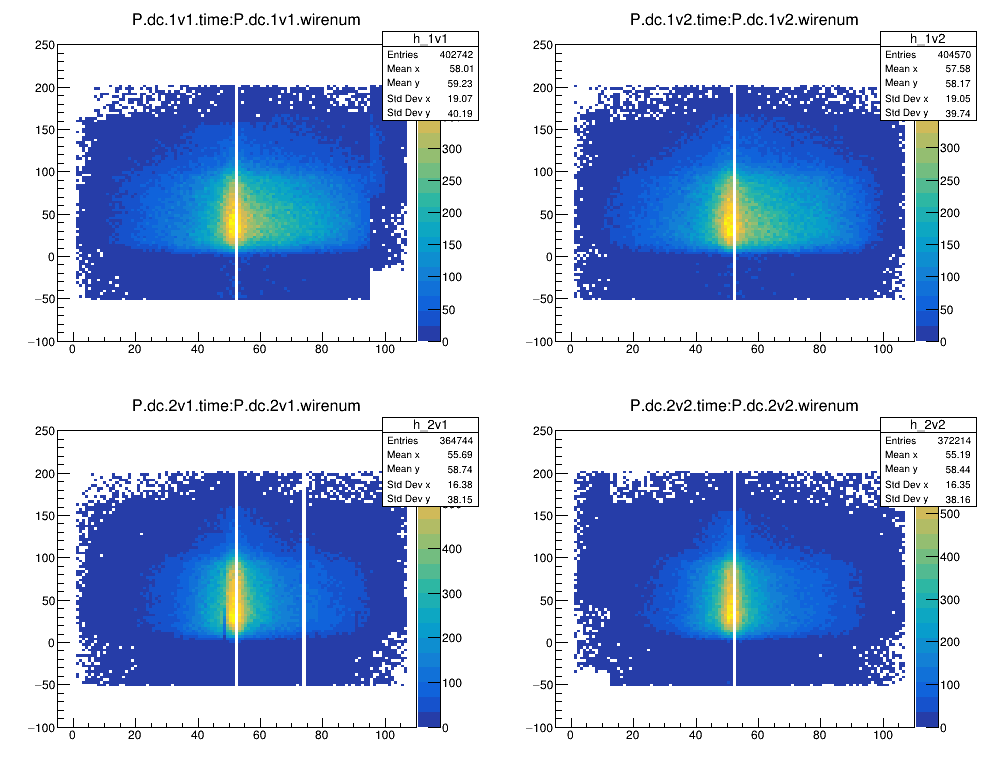 P.dc.1v1.time:P.dc.1v1.wirenum
h_1v1
Entries 402742
Mean x 58.01
Mean y 59.23
Std Dev x 19.07
Std Dev y 40.19
250
200
150
100
50
0
−50
−100
0 20 40 60 80 100
300
250
200
150
100
50
0
P.dc.1v2.time:P.dc.1v2.wirenum
h_1v2
Entries 404570
Mean x 57.58
Mean y 58.17
Std Dev x 19.05
Std Dev y 39.74
250
200
150
100
50
0
−50
−100
0 20 40 60 80 100
300
250
200
150
100
50
0
P.dc.2v1.time:P.dc.2v1.wirenum
h_2v1
Entries 364744
Mean x 55.69
Mean y 58.74
Std Dev x 16.38
Std Dev y 38.15
250
200
150
100
50
0
−50
−100
0 20 40 60 80 100
400
300
200
100
0
P.dc.2v2.time:P.dc.2v2.wirenum
h_2v2
Entries 372214
Mean x 55.19
Mean y 58.44
Std Dev x 16.35
Std Dev y 38.16
250
200
150
100
50
0
−50
−100
0 20 40 60 80 100
500
400
300
200
100
0